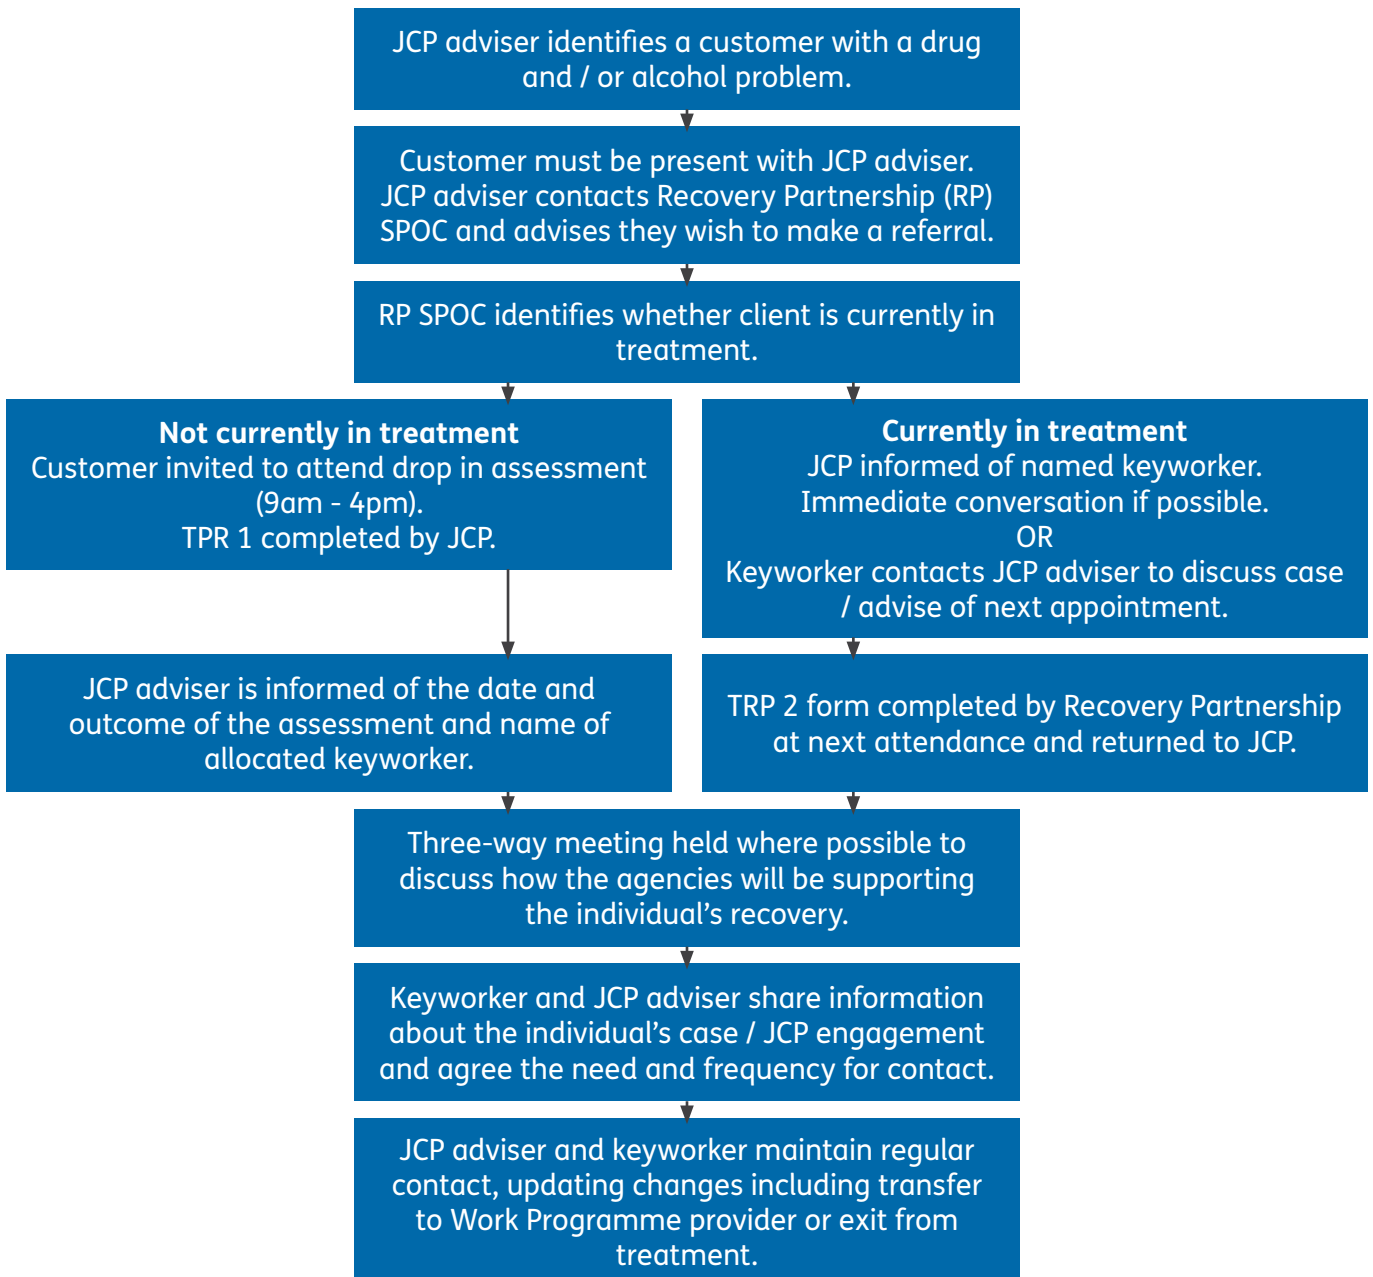 JCP adviser identifies a customer with a drug
and / or alcohol problem.
Customer must be present with JCP adviser.
JCP adviser contacts Recovery Partnership (RP)
SPOC and advises they wish to make a referral.
RP SPOC identifies whether client is currently in
treatment.
Not currently in treatment
Customer invited to attend drop in assessment
(9am - 4pm).
TPR 1 completed by JCP.
Currently in treatment
JCP informed of named keyworker.
Immediate conversation if possible.
OR
Keyworker contacts JCP adviser to discuss case
/ advise of next appointment.
JCP adviser is informed of the date and
outcome of the assessment and name of
allocated keyworker.
TRP 2 form completed by Recovery Partnership
at next attendance and returned to JCP.
Three-way meeting held where possible to
discuss how the agencies will be supporting
the individual’s recovery.
Keyworker and JCP adviser share information
about the individual’s case / JCP engagement
and agree the need and frequency for contact.
JCP adviser and keyworker maintain regular
contact, updating changes including transfer
to Work Programme provider or exit from
treatment.